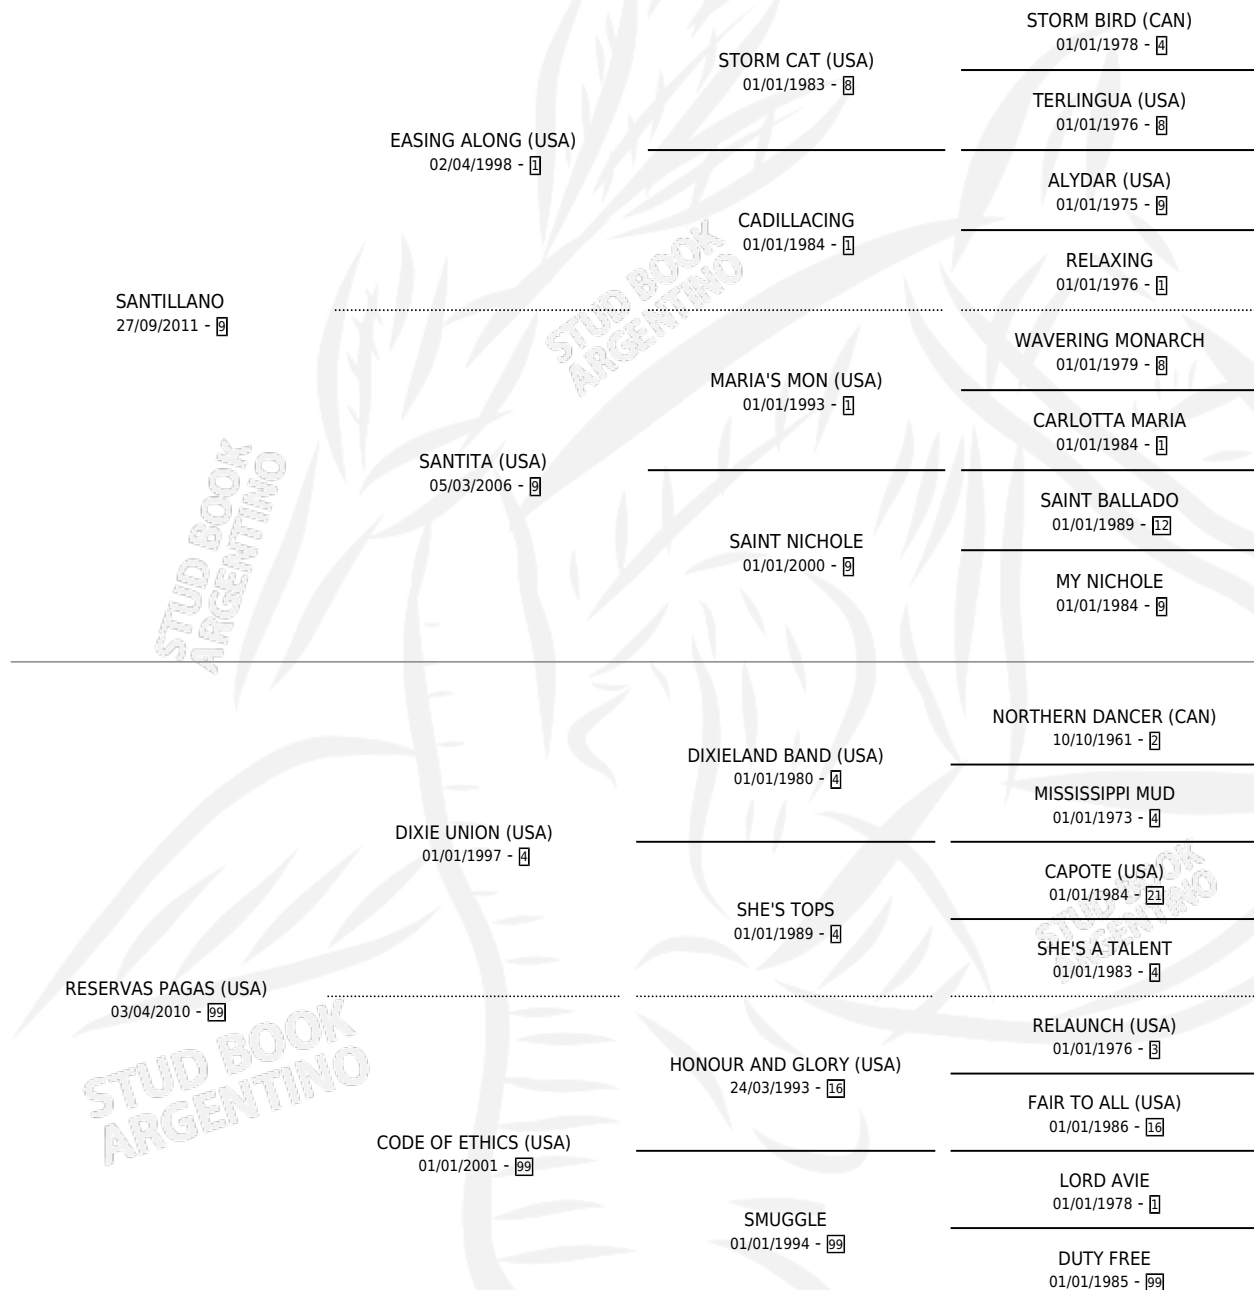 STORM BIRD (CAN)
01/01/1978 - 4
STORM CAT (USA)
01/01/1983 - 8
TERLINGUA (USA)
01/01/1976 - 8
EASING ALONG (USA)
02/04/1998 - 1
ALYDAR (USA)
01/01/1975 - 9
CADILLACING
01/01/1984 - 1
RELAXING
01/01/1976 - 1
SANTILLANO
27/09/2011 - 9
STUD BOOK
ARGENTINO
WAVERING MONARCH
01/01/1979 - 8
MARIA'S MON (USA)
01/01/1993 - 1
CARLOTTA MARIA
01/01/1984 - 1
SANTITA (USA)
05/03/2006 - 9
SAINT BALLADO
01/01/1989 - 12
SAINT NICHOLE
01/01/2000 - 9
MY NICHOLE
01/01/1984 - 9
STUD BOOK
ARGENTINO
NORTHERN DANCER (CAN)
10/10/1961 - 2
DIXIELAND BAND (USA)
01/01/1980 - 4
MISSISSIPPI MUD
01/01/1973 - 4
DIXIE UNION (USA)
01/01/1997 - 4
CAPOTE (USA)
01/01/1984 - 21
SHE'S TOPS
01/01/1989 - 4
STUD BOOK
ARGENTINO
SHE'S A TALENT
01/01/1983 - 4
RESERVAS PAGAS (USA)
03/04/2010 - 99
STUD BOOK
ARGENTINO
RELAUNCH (USA)
01/01/1976 - 3
HONOUR AND GLORY (USA)
24/03/1993 - 16
FAIR TO ALL (USA)
01/01/1986 - 16
CODE OF ETHICS (USA)
01/01/2001 - 99
LORD AVIE
01/01/1978 - 1
SMUGGLE
01/01/1994 - 99
DUTY FREE
01/01/1985 - 99